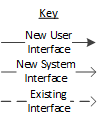 Key
New User
Interface
New System
Interface
Existing
Interface